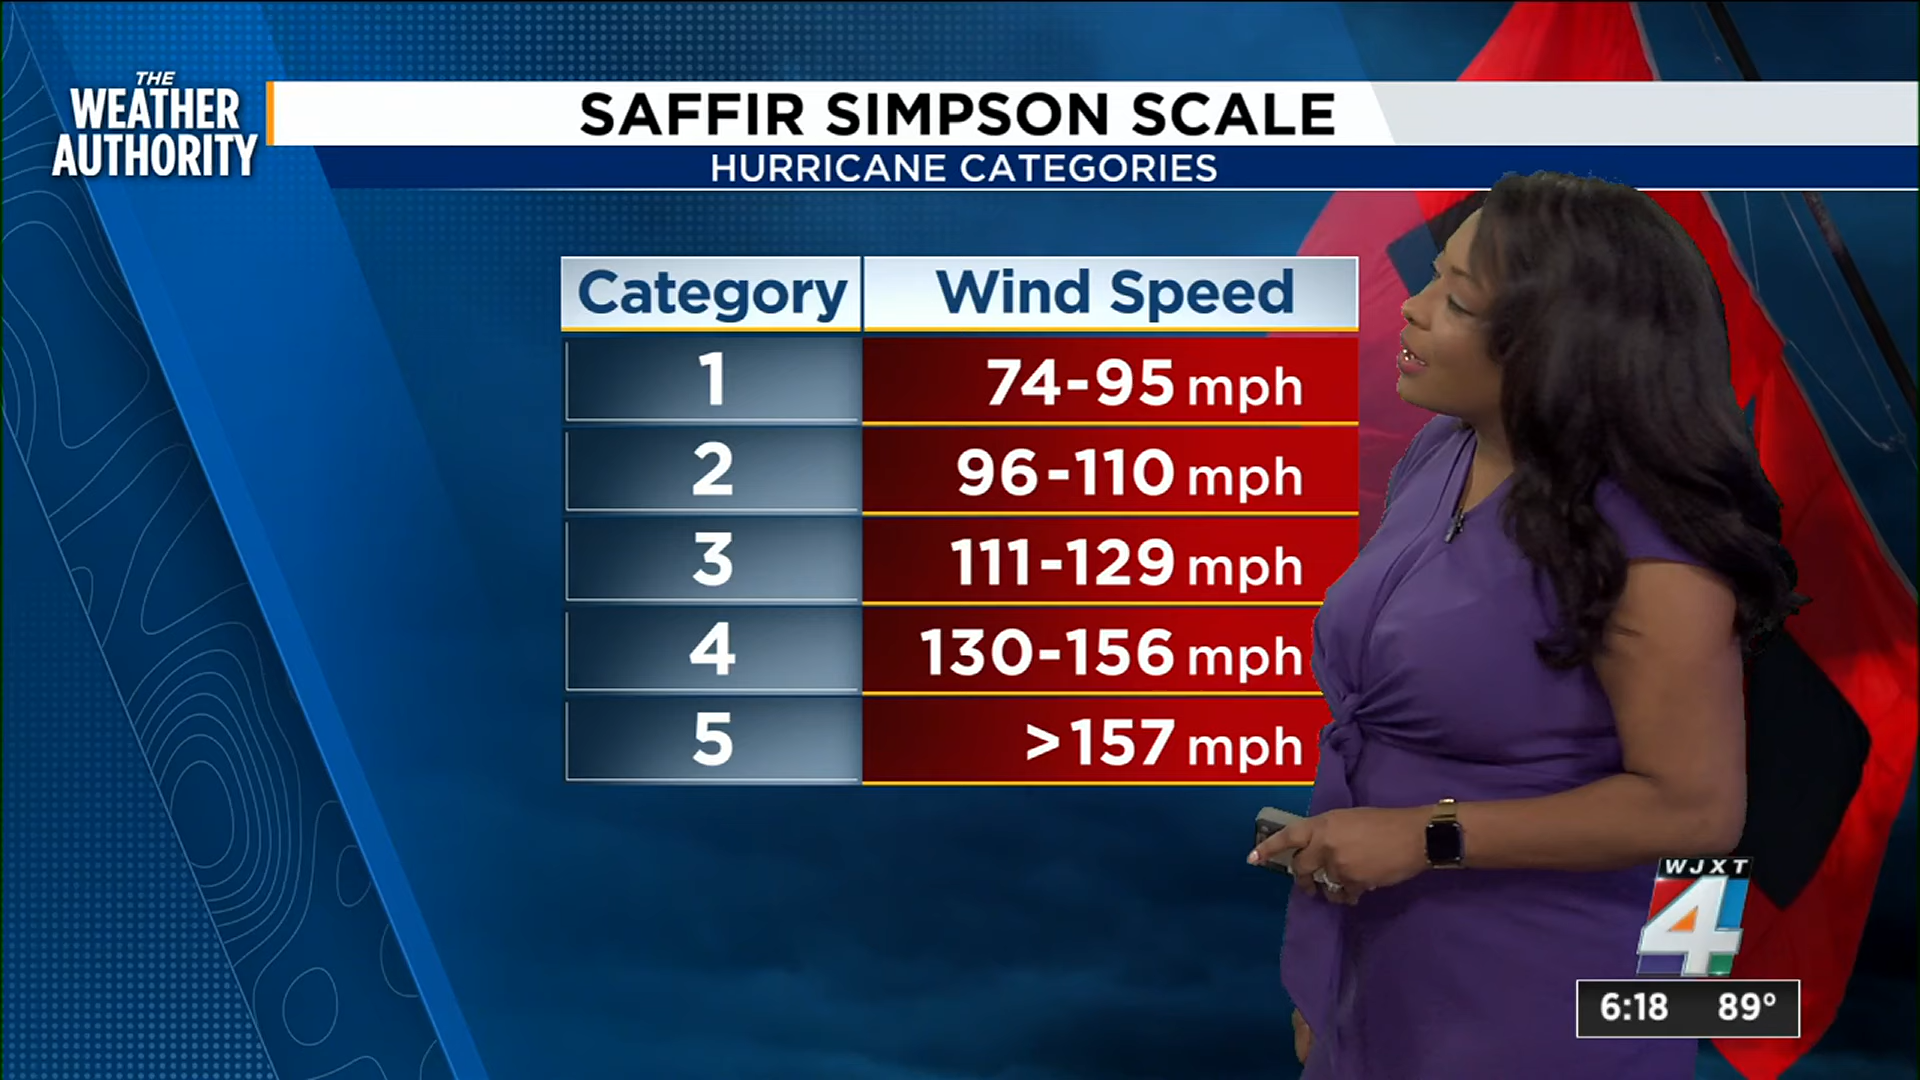 THE
WEATHER
AUTHORITY
SAFFIR SIMPSON SCALE
HURRICANE CATEGORIES
Category Wind Speed
1 74-95 mph
2 96-110 mph
3 111-129 mph
4 130-156 mph
5 >157 mph
WJXT
4
6:18 89°